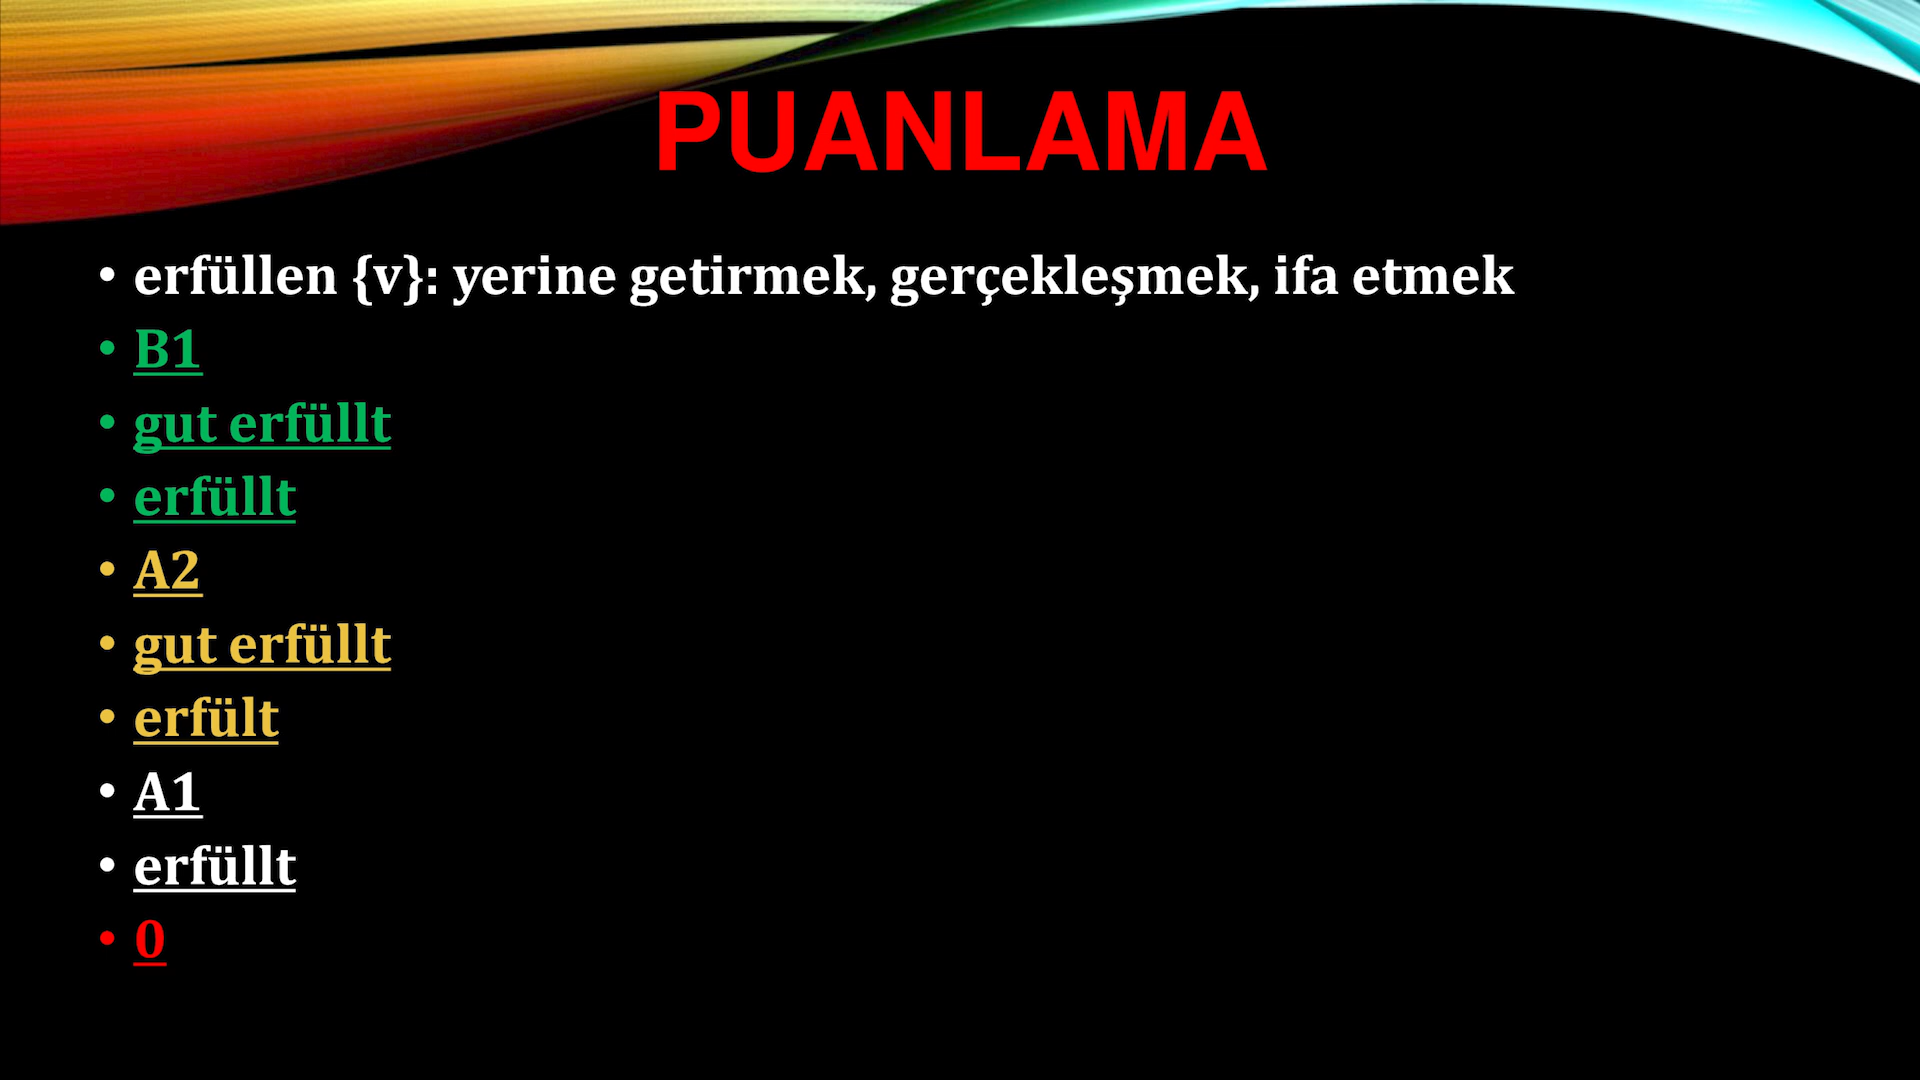 PUANLAMA
• erfüllen {v}: yerine getirmek, gerçekleşmek, ifa etmek
• B1
• gut erfüllt
• erfüllt
• A2
• gut erfüllt
• erfült
• A1
• erfüllt
• 0